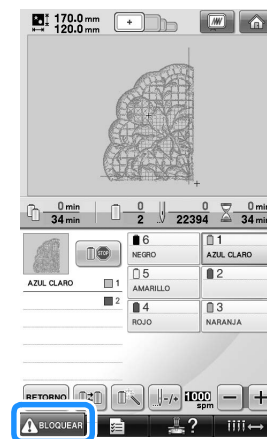 170.0 mm
120.0 mm
0 min
34 min
0
2
0
22394
0 min
34 min
6
NEGRO
1
AZUL CLARO
AZUL CLARO 1
2
5
AMARILLO
2
4
ROJO
3
NARANJA
RETORNO
-/+
1000
spm
- +
BLOQUEAR
?